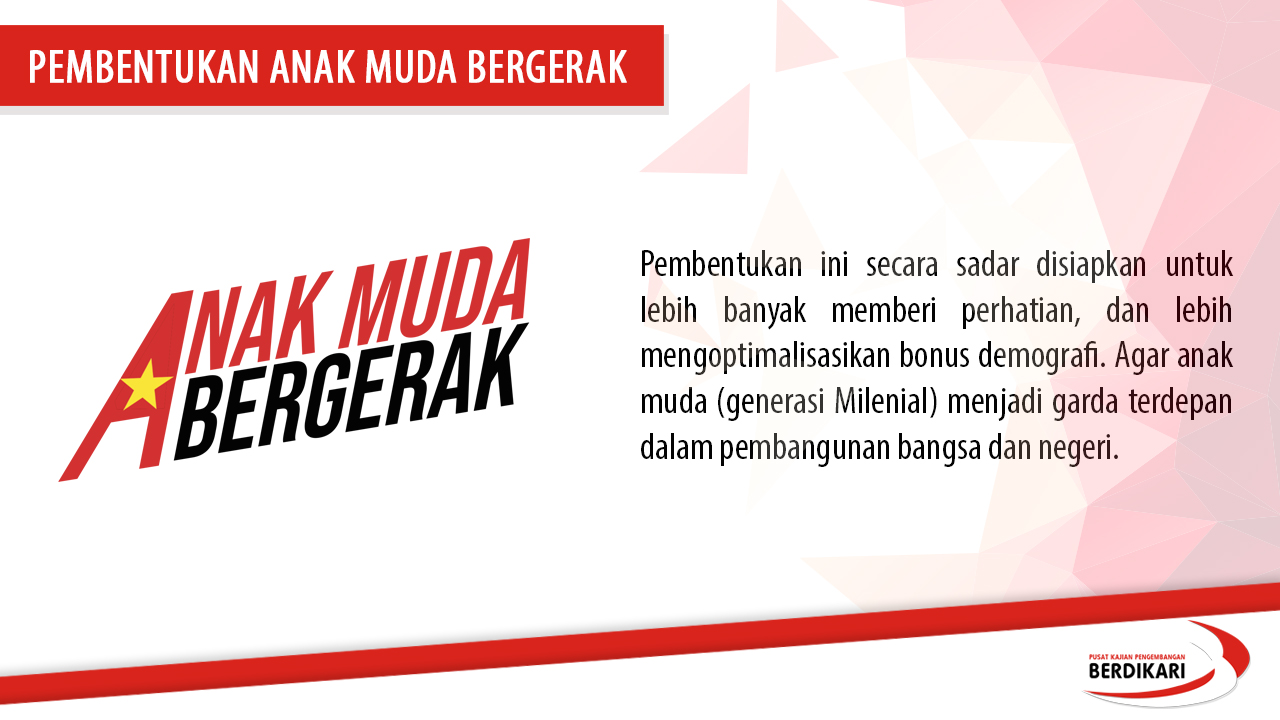 PEMBENTUKAN ANAK MUDA BERGERAK
ANAK MUDA
BERGERAK
Pembentukan ini secara sadar disiapkan untuk
lebih banyak memberi perhatian, dan lebih
mengoptimalisasikan bonus demografi. Agar anak
muda (generasi Milenial) menjadi garda terdepan
dalam pembangunan bangsa dan negeri.
PUSAT KAJIAN PENGEMBANGAN
BERDIKARI